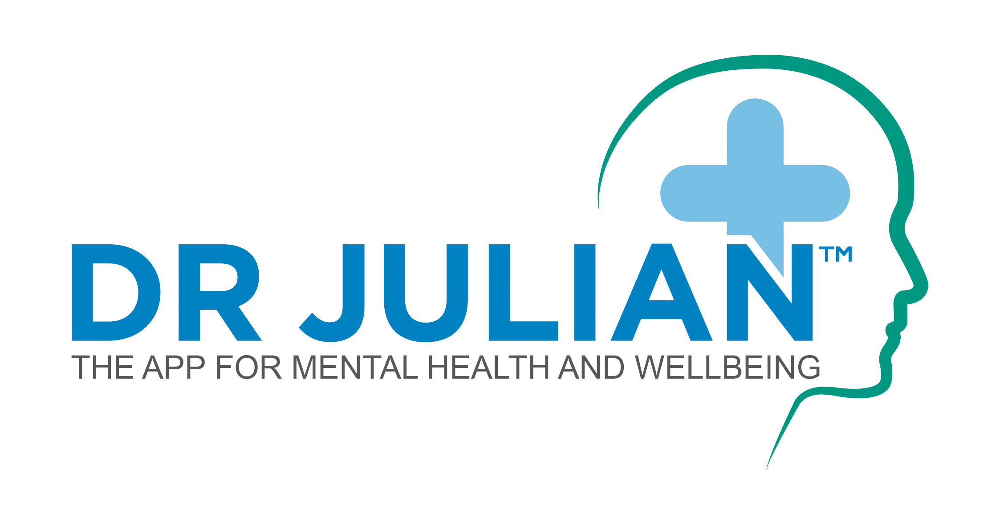 DR JULIAN™
THE APP FOR MENTAL HEALTH AND WELLBEING